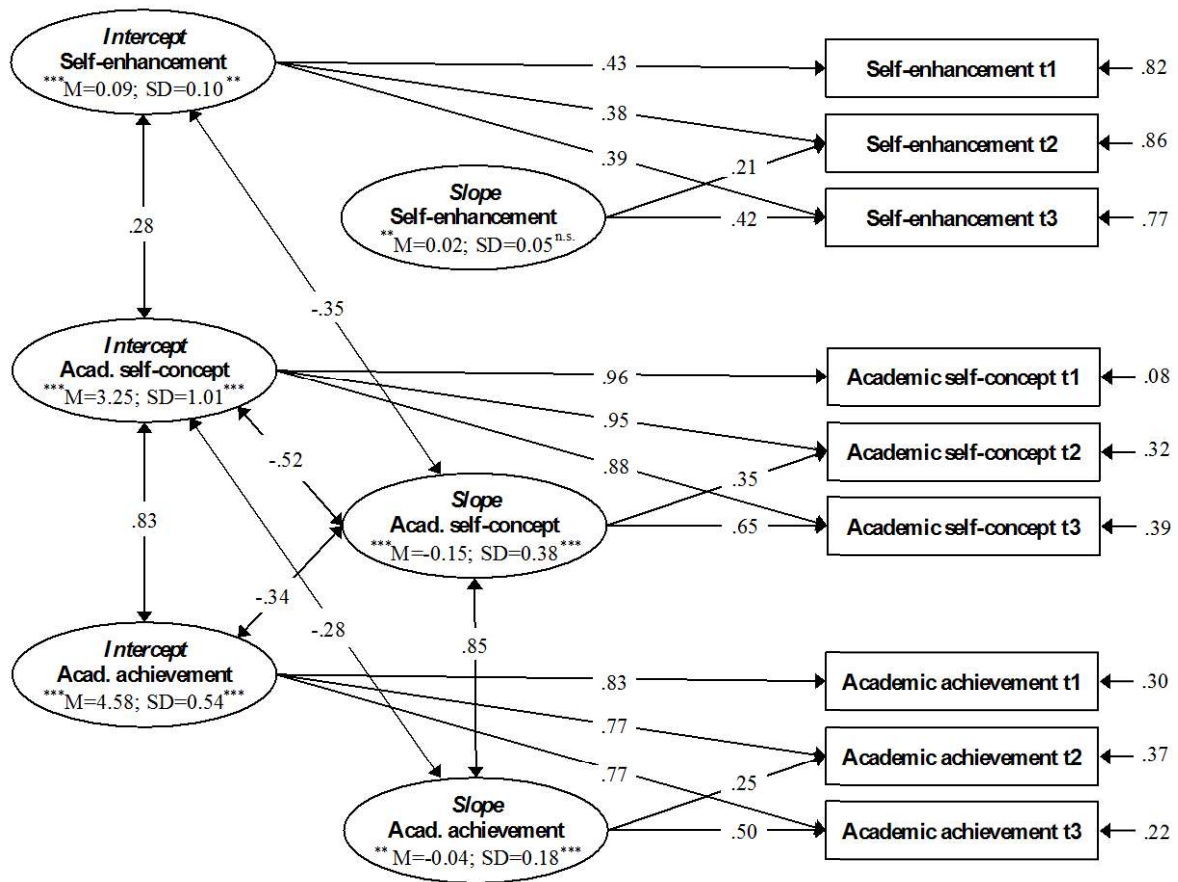 Intercept
Self-enhancement
***M=0.09; SD=0.10**
.43
Self-enhancement t1
.82
.38
Self-enhancement t2
.86
.39
.21
Slope
Self-enhancement
**M=0.02; SD=0.05n.s.
.42
Self-enhancement t3
.77
.28
-.35
Intercept
Acad. self-concept
***M=3.25; SD=1.01***
.96
Academic self-concept t1
.08
.95
Academic self-concept t2
.32
-.52
.88
.35
Slope
Acad. self-concept
***M=-0.15; SD=0.38***
.65
Academic self-concept t3
.39
.83
-.34
-.28
.85
Intercept
Acad. achievement
***M=4.58; SD=0.54***
.83
Academic achievement t1
.30
.77
Academic achievement t2
.37
.77
.25
Slope
Acad. achievement
**M=-0.04; SD=0.18***
.50
Academic achievement t3
.22